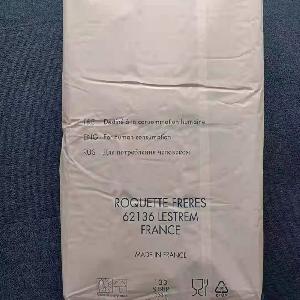 FRE - Destiné à la consommation humaine
ENG - For human consumption
RUS - Для потребления человеком
ROQUETTE FRERES
62136 LESTREM
FRANCE
MADE IN FRANCE